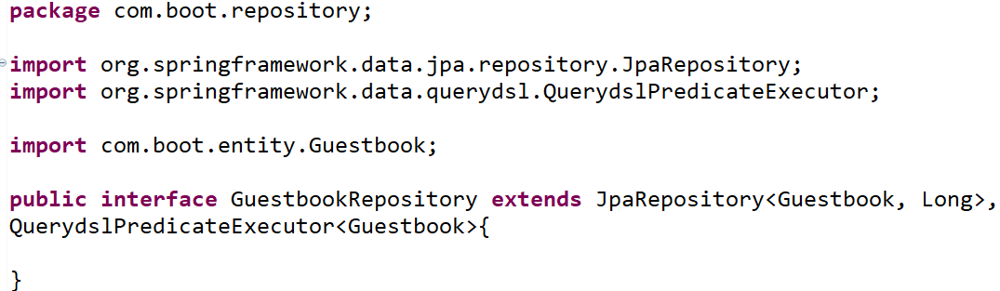 package com.boot.repository;
import org.springframework.data.jpa.repository.JpaRepository;
import org.springframework.data.querydsl.QuerydslPredicateExecutor;
import com.boot.entity.Guestbook;
public interface GuestbookRepository extends JpaRepository<Guestbook, Long>,
QuerydslPredicateExecutor<Guestbook>{
}